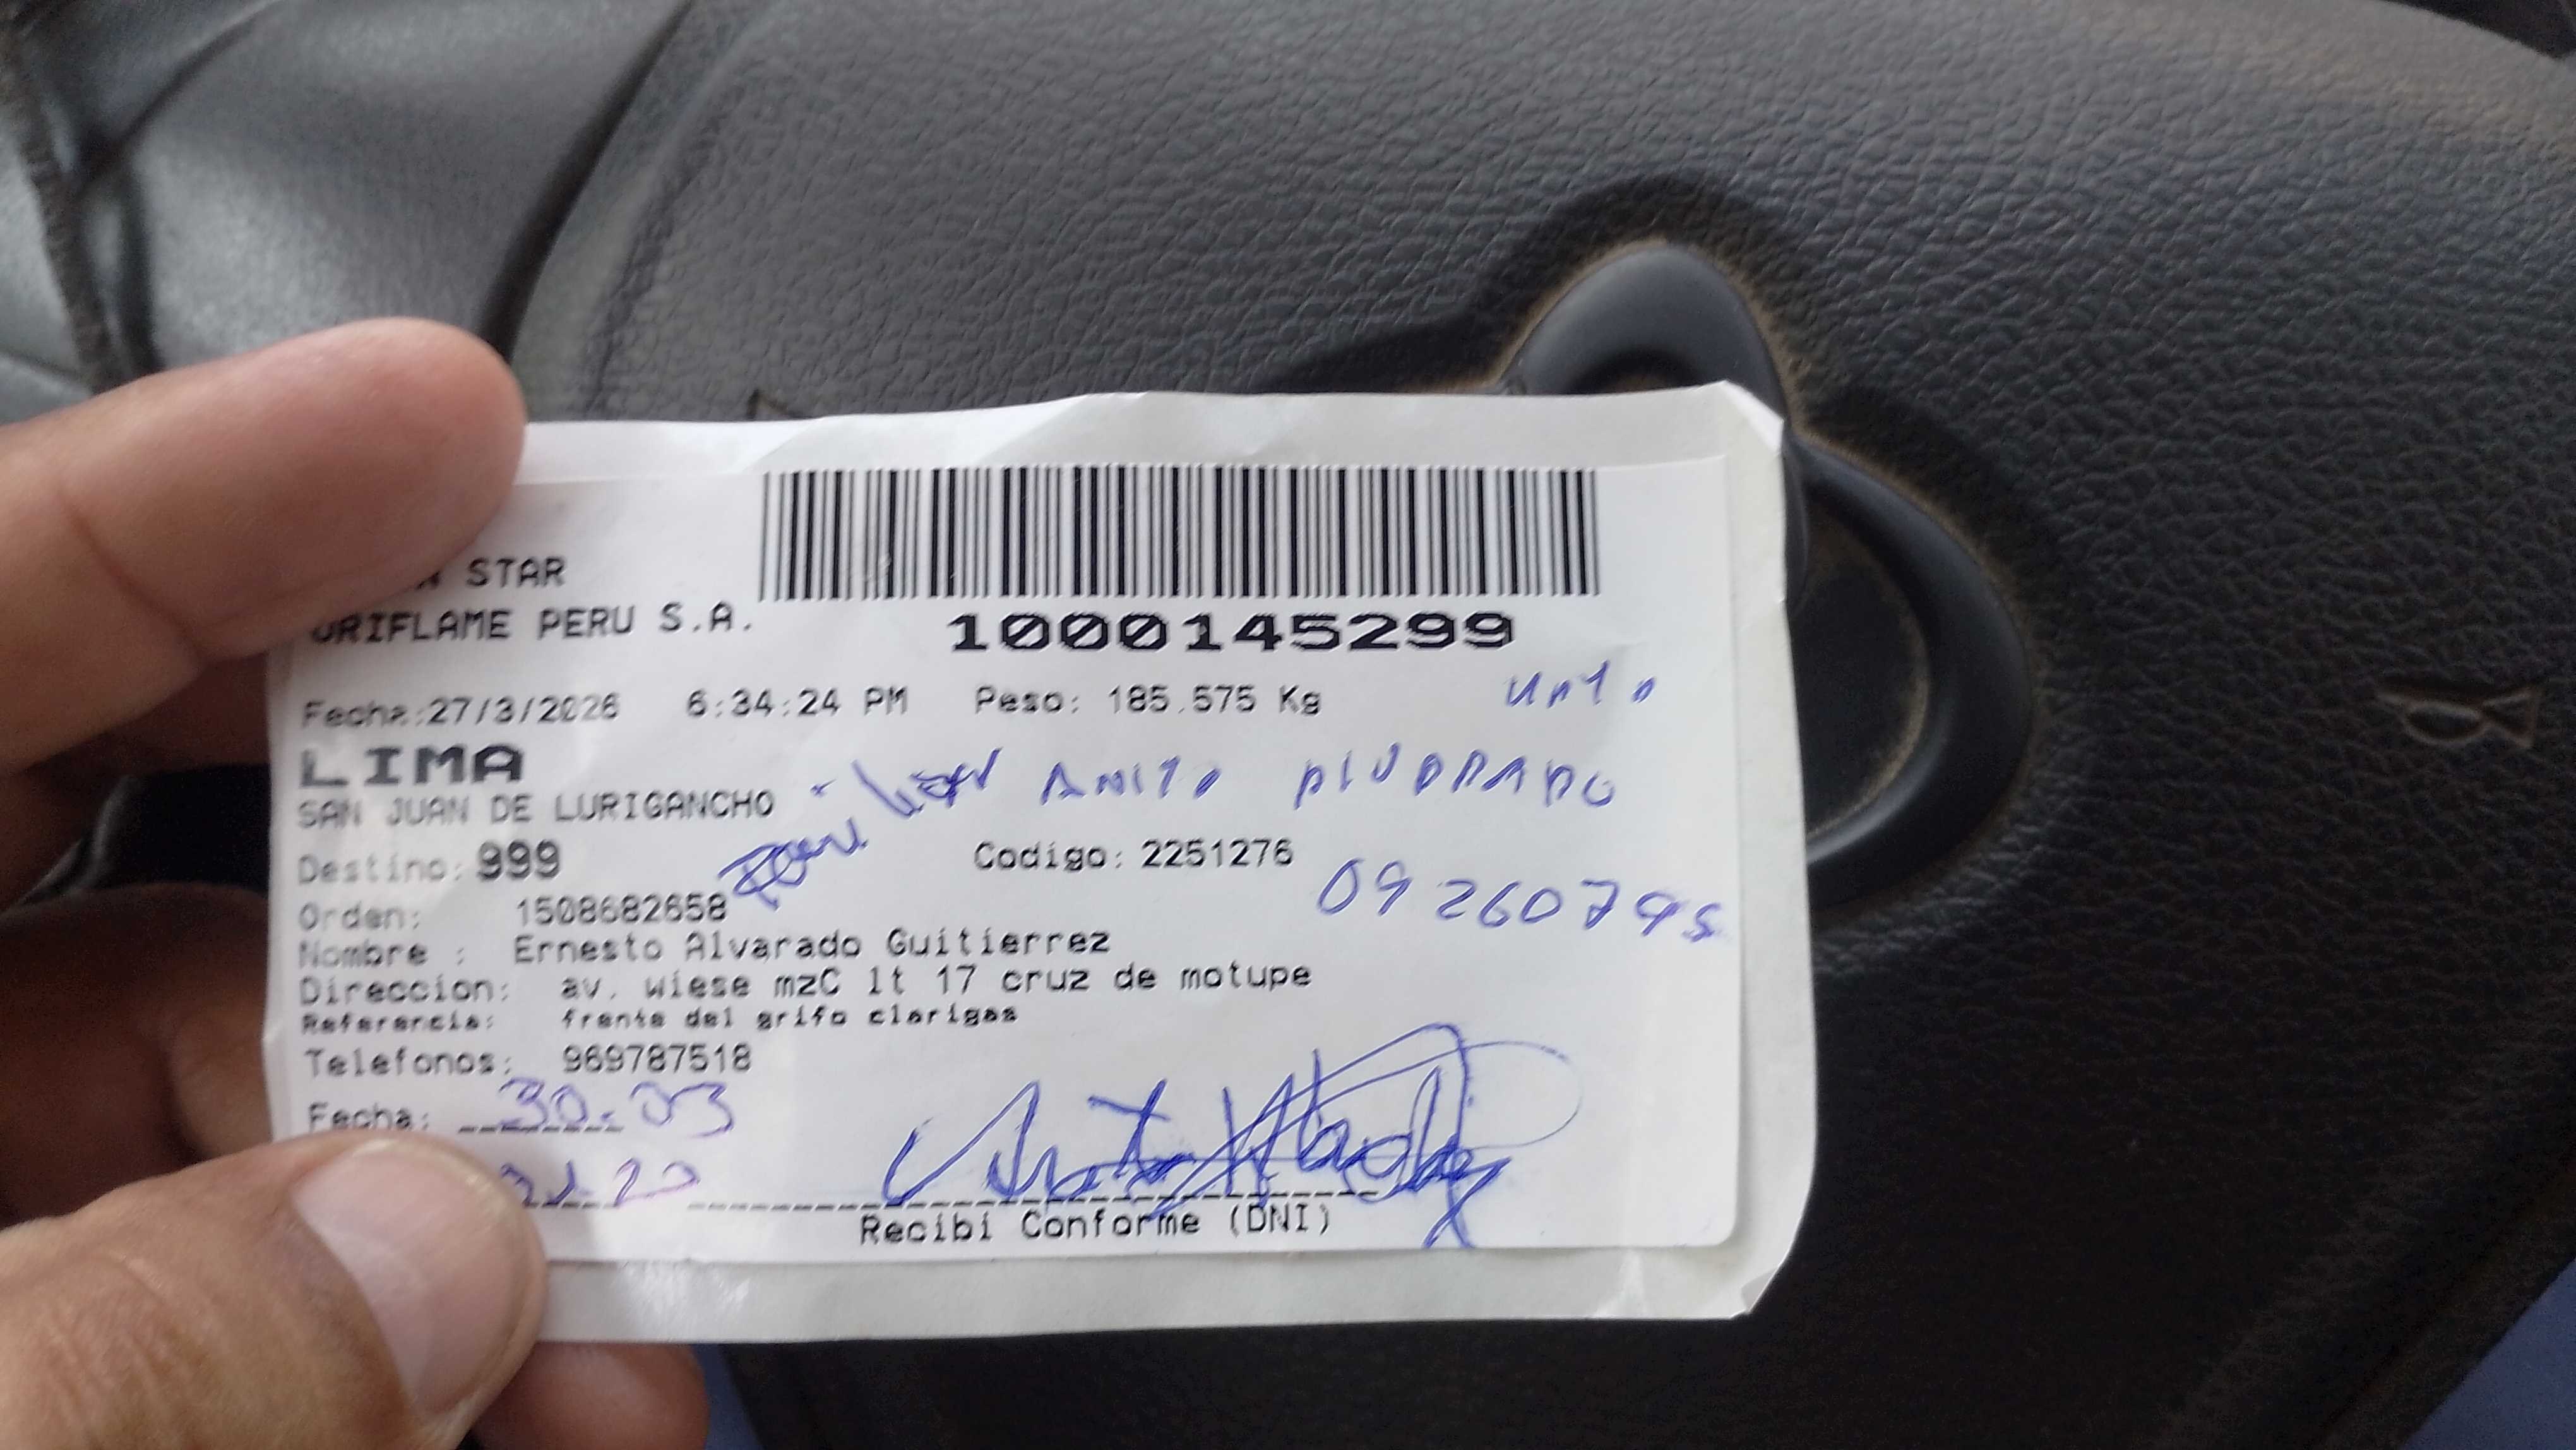 STAR
ORIFLAME PERU S.A.
1000145299
Fecha:27/3/2026 6:34:24 PM Peso: 185.575 Kg
LIMA
SAN JUAN DE LURIGANCHO
Destino: 999 Codigo: 2251276
09260795
Orden: 1508682658
Nombre : Ernesto Alvarado Guitierrez
Direccion: av. wiese mzC lt 17 cruz de motupe
Referencia: frente del grifo clarigas
Telefonos: 969787518
Fecha: 30-03
Recibi Conforme (DNI)